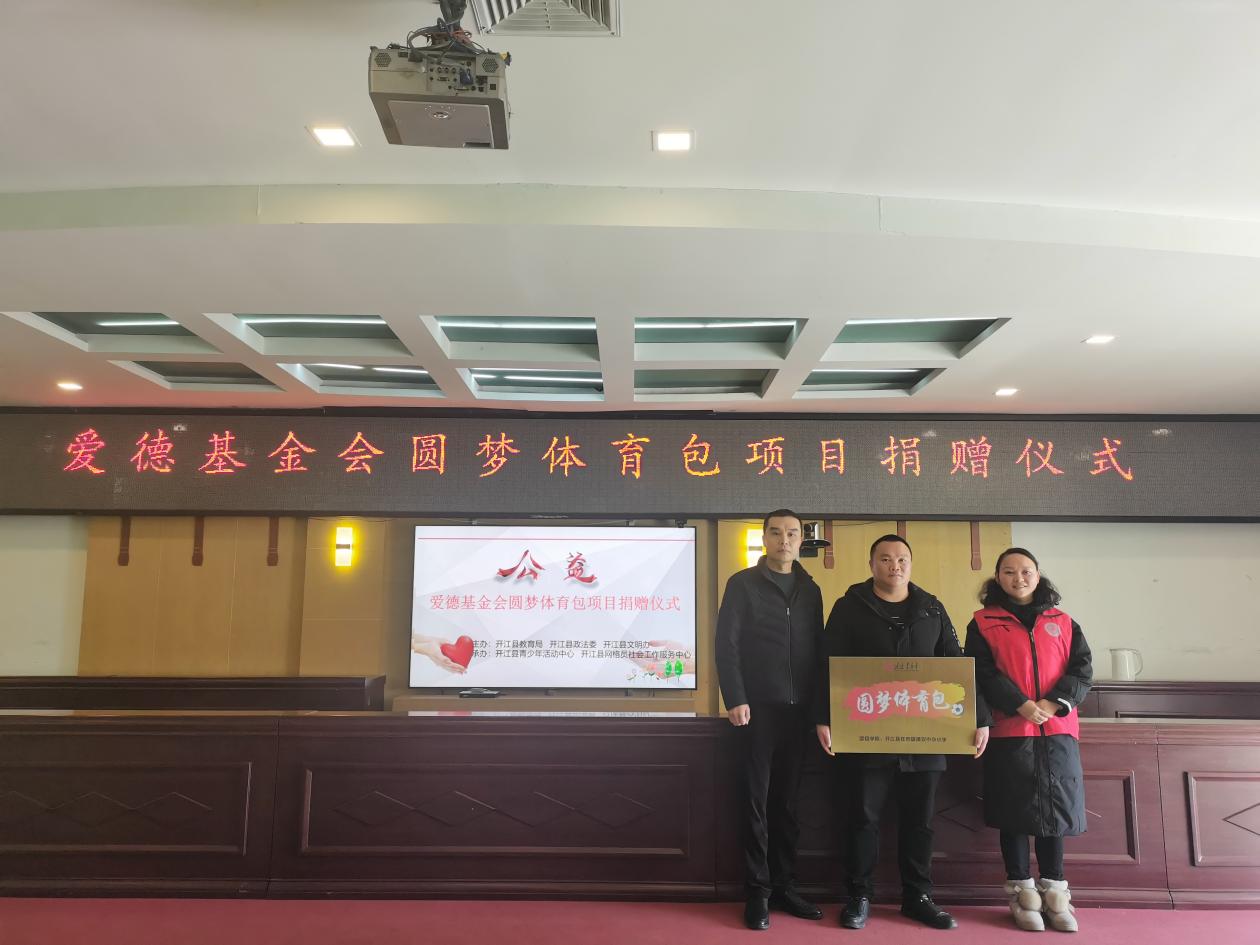 爱德基金会圆梦体育包项目捐赠仪式
公益
爱德基金会圆梦体育包项目捐赠仪式
主办：开江县教育局 开江县政法委 开江县文明办
承办：开江县青少年活动中心 开江县网格员社会工作服务中心
圆梦体育包